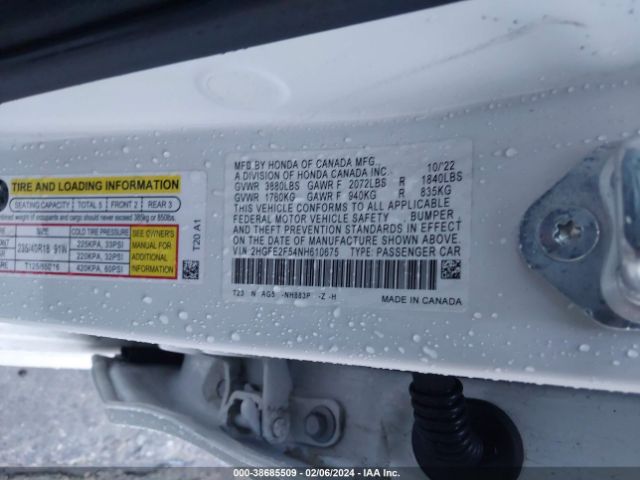 TIRE AND LOADING INFORMATION
SEATING CAPACITY TOTAL 5 FRONT 2 REAR 3
weight of occupants and cargo should never exceed 385kg or 850lbs.
SIZE COLD TIRE PRESSURE SEE OWNER'S MANUAL FOR ADDITIONAL INFORMATION
235/40R18 91W 225KPA, 33PSI
220KPA, 32PSI
420KPA, 60PSI
T20 A1
MFG.BY HONDA OF CANADA MFG., 10/'22
A DIVISION OF HONDA CANADA INC.
GVWR 3880LBS GAWR F 2072LBS R 1840LBS
GVWR 1760KG GAWR F 940KG R 835KG
THIS VEHICLE CONFORMS TO ALL APPLICABLE
FEDERAL MOTOR VEHICLE SAFETY, BUMPER,
AND THEFT PREVENTION STANDARDS IN EFFECT
ON THE DATE OF MANUFACTURE SHOWN ABOVE.
VIN :2HGFE2F54NH610675 TYPE: PASSENGER CAR
T23 N AG5 -NH883P -Z -H
MADE IN CANADA
000-38685509 - 02/06/2024 - IAA Inc.